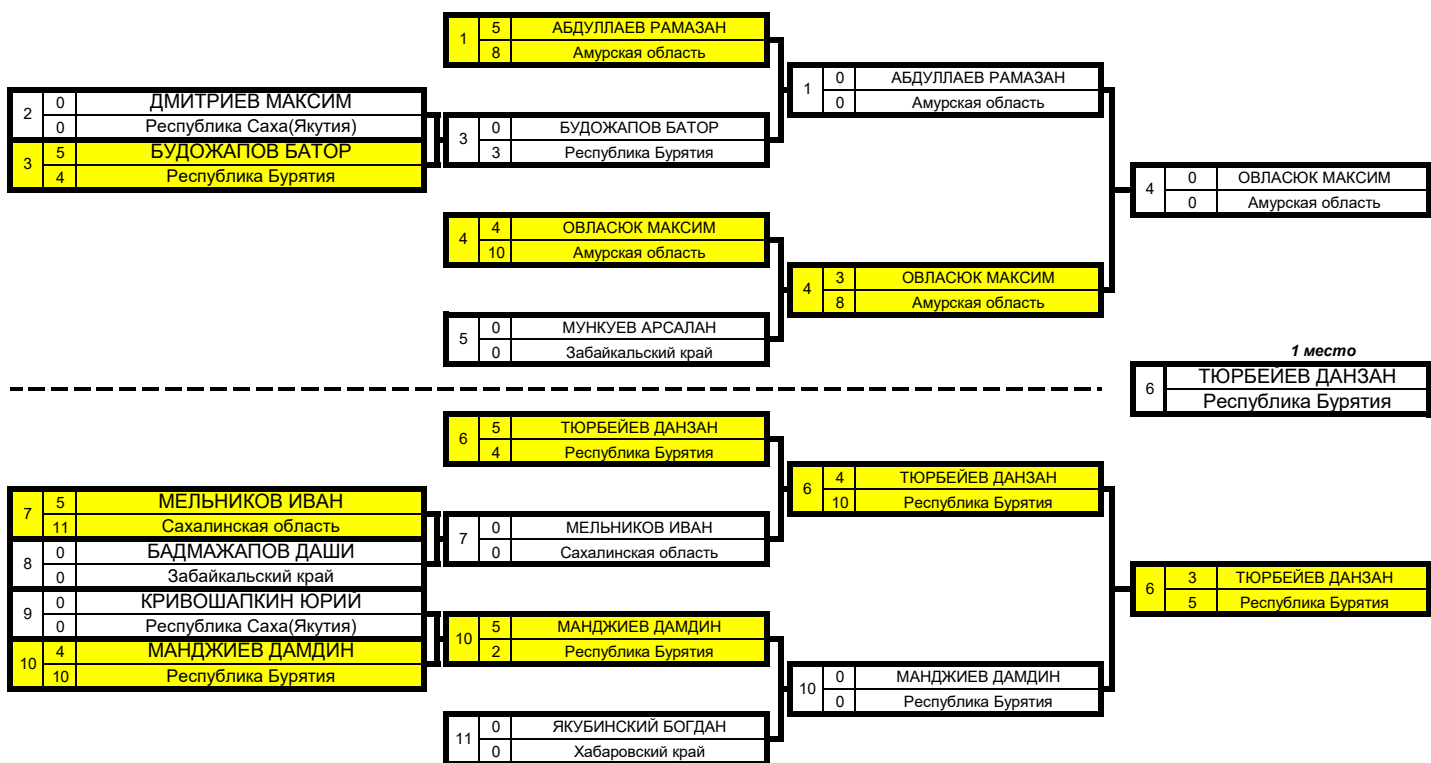 1 5 АБДУЛЛАЕВ РАМАЗАН
8 Амурская область
1 0 АБДУЛЛАЕВ РАМАЗАН
0 Амурская область
2 0 ДМИТРИЕВ МАКСИМ
0 Республика Саха(Якутия)
3 0 БУДОЖАПОВ БАТОР
3 Республика Бурятия
3 5 БУДОЖАПОВ БАТОР
4 Республика Бурятия
4 0 ОВЛАСЮК МАКСИМ
0 Амурская область
4 4 ОВЛАСЮК МАКСИМ
10 Амурская область
4 3 ОВЛАСЮК МАКСИМ
8 Амурская область
5 0 МУНКУЕВ АРСАЛАН
0 Забайкальский край
1 место
6 ТЮРБЕЙЕВ ДАНЗАН
Республика Бурятия
6 5 ТЮРБЕЙЕВ ДАНЗАН
4 Республика Бурятия
6 4 ТЮРБЕЙЕВ ДАНЗАН
10 Республика Бурятия
7 5 МЕЛЬНИКОВ ИВАН
11 Сахалинская область
7 0 МЕЛЬНИКОВ ИВАН
0 Сахалинская область
8 0 БАДМАЖАПОВ ДАШИ
0 Забайкальский край
6 3 ТЮРБЕЙЕВ ДАНЗАН
5 Республика Бурятия
9 0 КРИВОШАПКИН ЮРИЙ
0 Республика Саха(Якутия)
10 5 МАНДЖИЕВ ДАМДИН
2 Республика Бурятия
10 4 МАНДЖИЕВ ДАМДИН
10 Республика Бурятия
10 0 МАНДЖИЕВ ДАМДИН
0 Республика Бурятия
11 0 ЯКУБИНСКИЙ БОГДАН
0 Хабаровский край